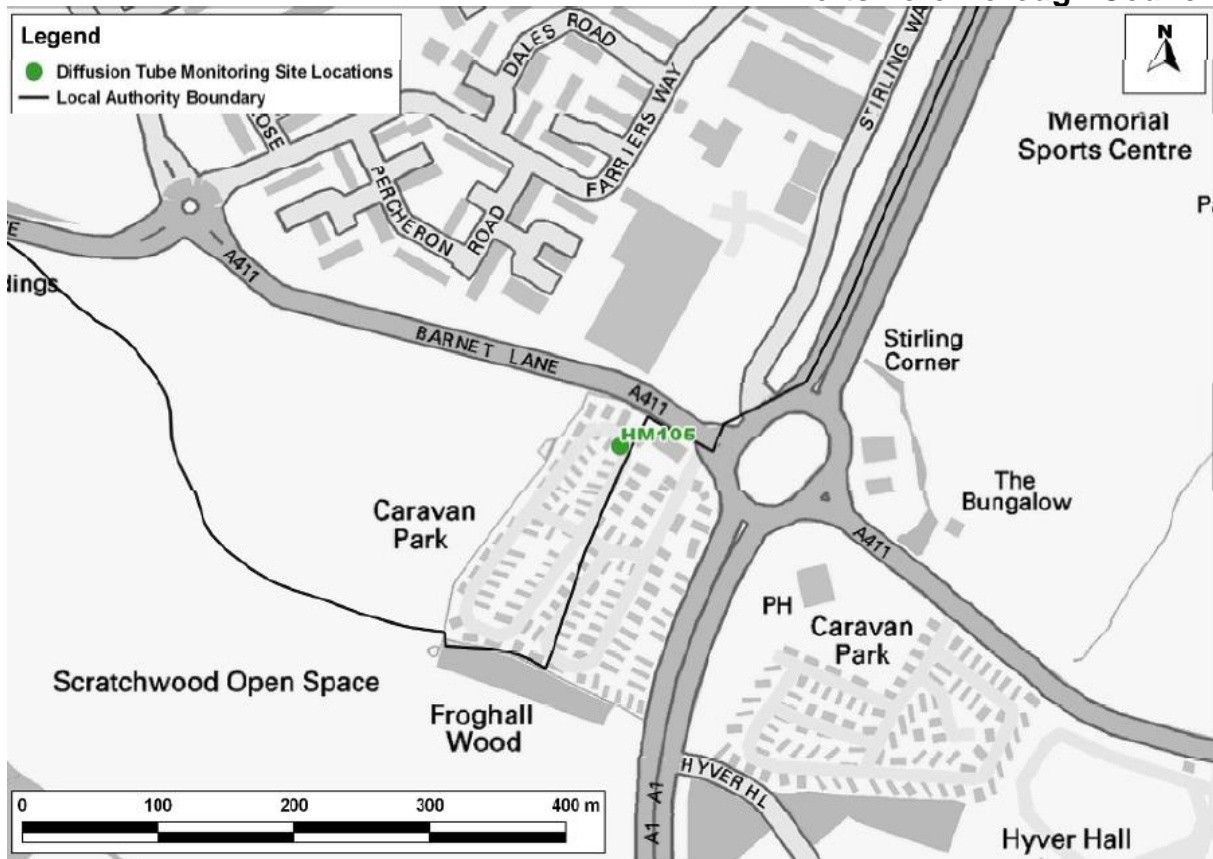 Legend
Diffusion Tube Monitoring Site Locations
Local Authority Boundary
N
DALES ROAD
FARRIERS WAY
STIRLING WAY
Memorial
Sports Centre
PERCHERON ROAD
A411
BARNET LANE
A411
HM106
Stirling
Corner
The
Bungalow
Caravan
Park
A411
PH
Caravan
Park
Scratchwood Open Space
Froghall
Wood
HYVER HL
A1 A1
Hyver Hall
0 100 200 300 400 m